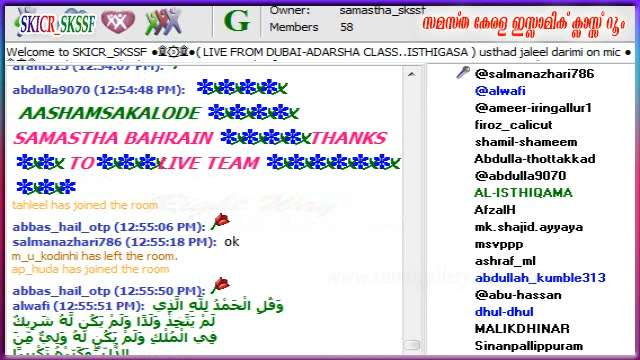 SKICR_SKSSF
G
Owner: samastha_skssf
Members 58
സമസ്ത കേരള ഇസ്ലാമിക് ക്ലാസ്സ് റൂം
Welcome to SKICR_SKSSF ●۩۞۩●( LIVE FROM DUBAI-ADARSHA CLASS..ISTHIGASA ) usthad jaleel darimi on mic ●
abdulla9070 (12:54:48 PM):
AASHAMSAKALODE
SAMASTHA BAHRAIN THANKS
TO LIVE TEAM
tahleel has joined the room
abbas_hail_otp (12:55:06 PM):
salmanazhari786 (12:55:18 PM): ok
m_u_kodinhi has left the room.
ap_huda has joined the room
abbas_hail_otp (12:55:50 PM):
alwafi (12:55:51 PM): وَقُلِ الْحَمْدُ لِلَّهِ الَّذِي
لَمْ يَتَّخِذْ وَلَدًا وَلَمْ يَكُن لَّهُ شَرِيكٌ
فِي الْمُلْكِ وَلَمْ يَكُن لَّهُ وَلِيٌّ مِّنَ
الذُّلِّ وَكَبِّرْهُ تَكْبِيرًا
@salmanazhari786
@alwafi
@ameer-iringallur1
firoz_calicut
shamil-shameem
Abdulla-thottakkad
@abdulla9070
AL-ISTHIQAMA
AfzalH
mk.shajid.ayyaya
msvppp
ashraf_ml
abdullah_kumble313
@abu-hassan
dhul-dhul
MALIKDHINAR
Sinanpallippuram